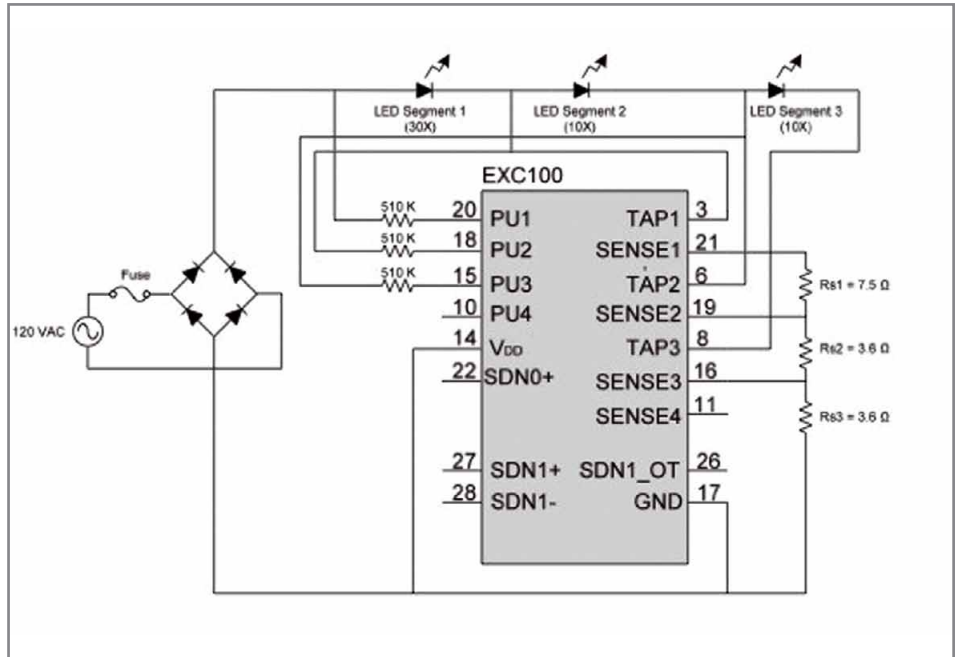 LED Segment 1
(30X)
LED Segment 2
(10X)
LED Segment 3
(10X)
EXC100
510 K
20
PU1
TAP1
3
510 K
18
PU2
SENSE1
21
510 K
15
PU3
TAP2
6
Rs1 = 7.5 Ω
10
PU4
SENSE2
19
Fuse
120 VAC
14
VDD
TAP3
8
Rs2 = 3.6 Ω
22
SDN0+
SENSE3
16
SENSE4
11
Rs3 = 3.6 Ω
27
SDN1+
SDN1_OT
26
28
SDN1-
GND
17